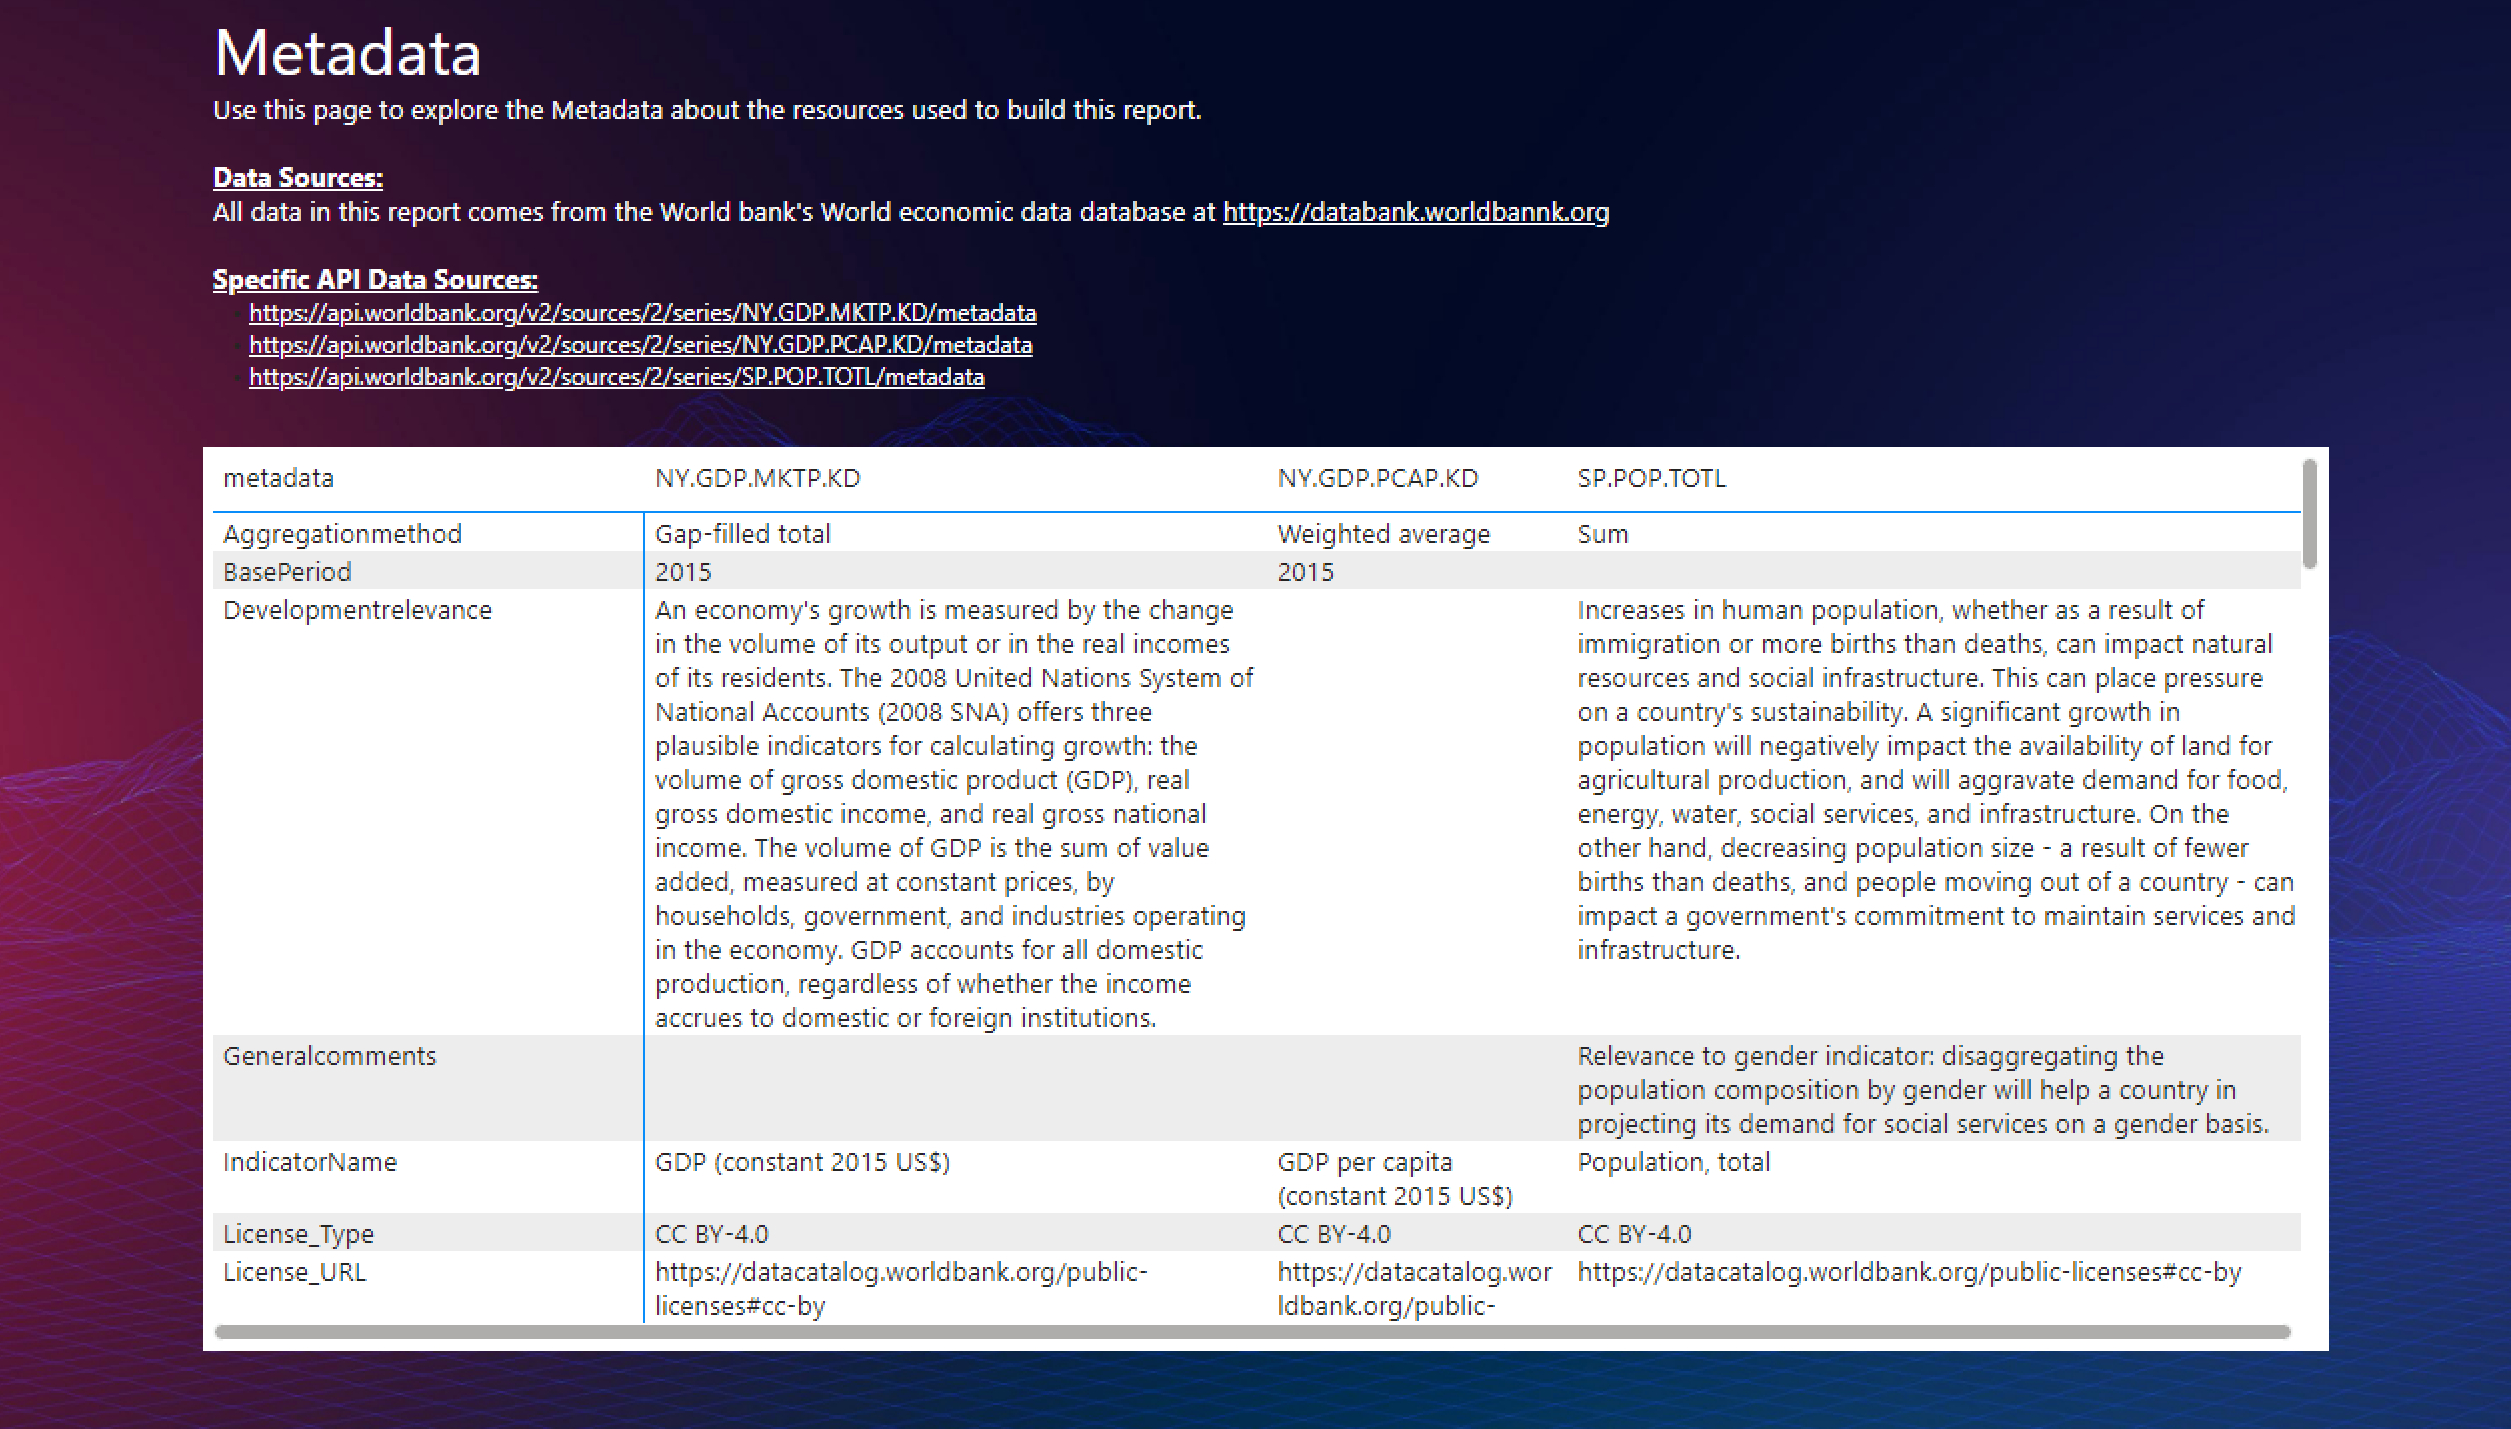 Metadata
Use this page to explore the Metadata about the resources used to build this report.
Data Sources:
All data in this report comes from the World bank's World economic data database at https://databank.worldbannk.org
Specific API Data Sources:
https://api.worldbank.org/v2/sources/2/series/NY.GDP.MKTP.KD/metadata
https://api.worldbank.org/v2/sources/2/series/NY.GDP.PCAP.KD/metadata
https://api.worldbank.org/v2/sources/2/series/SP.POP.TOTL/metadata
metadata NY.GDP.MKTP.KD NY.GDP.PCAP.KD SP.POP.TOTL
Aggregationmethod Gap-filled total Weighted average Sum
BasePeriod 2015 2015
Developmentrelevance An economy's growth is measured by the change Increases in human population, whether as a result of
in the volume of its output or in the real incomes immigration or more births than deaths, can impact natural
of its residents. The 2008 United Nations System of resources and social infrastructure. This can place pressure
National Accounts (2008 SNA) offers three on a country's sustainability. A significant growth in
plausible indicators for calculating growth: the population will negatively impact the availability of land for
volume of gross domestic product (GDP), real agricultural production, and will aggravate demand for food,
gross domestic income, and real gross national energy, water, social services, and infrastructure. On the
income. The volume of GDP is the sum of value other hand, decreasing population size - a result of fewer
added, measured at constant prices, by births than deaths, and people moving out of a country - can
households, government, and industries operating impact a government's commitment to maintain services and
in the economy. GDP accounts for all domestic infrastructure.
production, regardless of whether the income
accrues to domestic or foreign institutions.
Generalcomments Relevance to gender indicator: disaggregating the
population composition by gender will help a country in
projecting its demand for social services on a gender basis.
IndicatorName GDP (constant 2015 US$) GDP per capita Population, total
(constant 2015 US$)
License_Type CC BY-4.0 CC BY-4.0 CC BY-4.0
License_URL https://datacatalog.worldbank.org/public- https://datacatalog.wor https://datacatalog.worldbank.org/public-licenses#cc-by
licenses#cc-by ldbank.org/public-